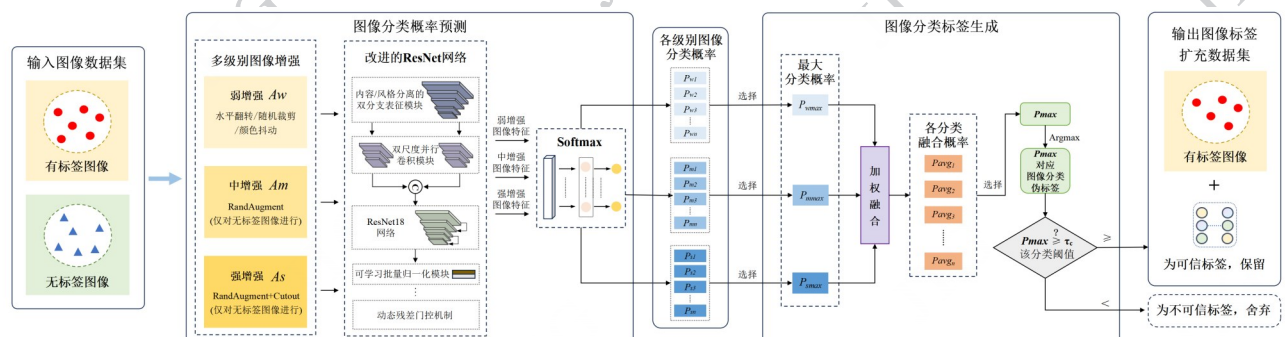 输入图像数据集
有标签图像
无标签图像
图像分类概率预测
多级别图像增强
弱增强 Aw
水平翻转/随机裁剪
/颜色抖动
中增强 Am
RandAugment
(仅对无标签图像进行)
强增强 As
RandAugment+Cutout
(仅对无标签图像进行)
改进的ResNet网络
内容/风格分离的
双分支表征模块
双尺度并行
卷积模块
ResNet18
网络
可学习批量归一化模块
⋮
动态残差门控机制
弱增强
图像特征
中增强
图像特征
强增强
图像特征
Softmax
各级别图像
分类概率
Pw1
Pw2
Pw3
⋮
Pwn
Pm1
Pm2
Pm3
⋮
Pmn
Ps1
Ps2
Ps3
⋮
Psn
选择
选择
选择
图像分类标签生成
最大
分类概率
Pwmax
Pmmax
Psmax
加权融合
各分类
融合概率
Pavg1
Pavg2
Pavg3
⋮
Pavgn
选择
Pmax
Argmax
Pmax
对应
图像分类
伪标签
?
Pmax ⩾ τc
该分类阈值
⩾
<
输出图像标签
扩充数据集
有标签图像
+
为可信标签，保留
为不可信标签，舍弃